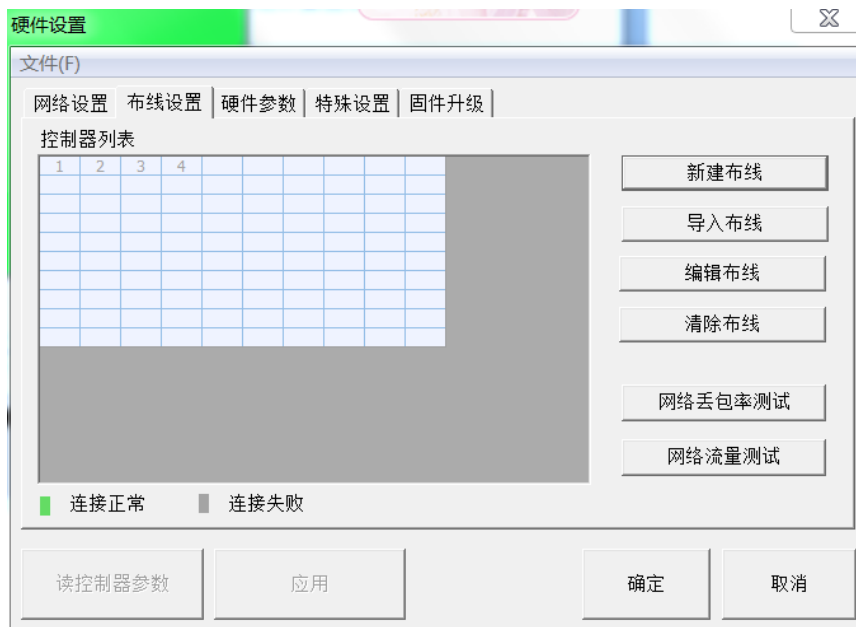 硬件设置
文件(F)
网络设置 布线设置 硬件参数 特殊设置 固件升级
控制器列表
1 2 3 4
新建布线
导入布线
编辑布线
清除布线
网络丢包率测试
网络流量测试
连接正常 连接失败
读控制器参数 应用 确定 取消